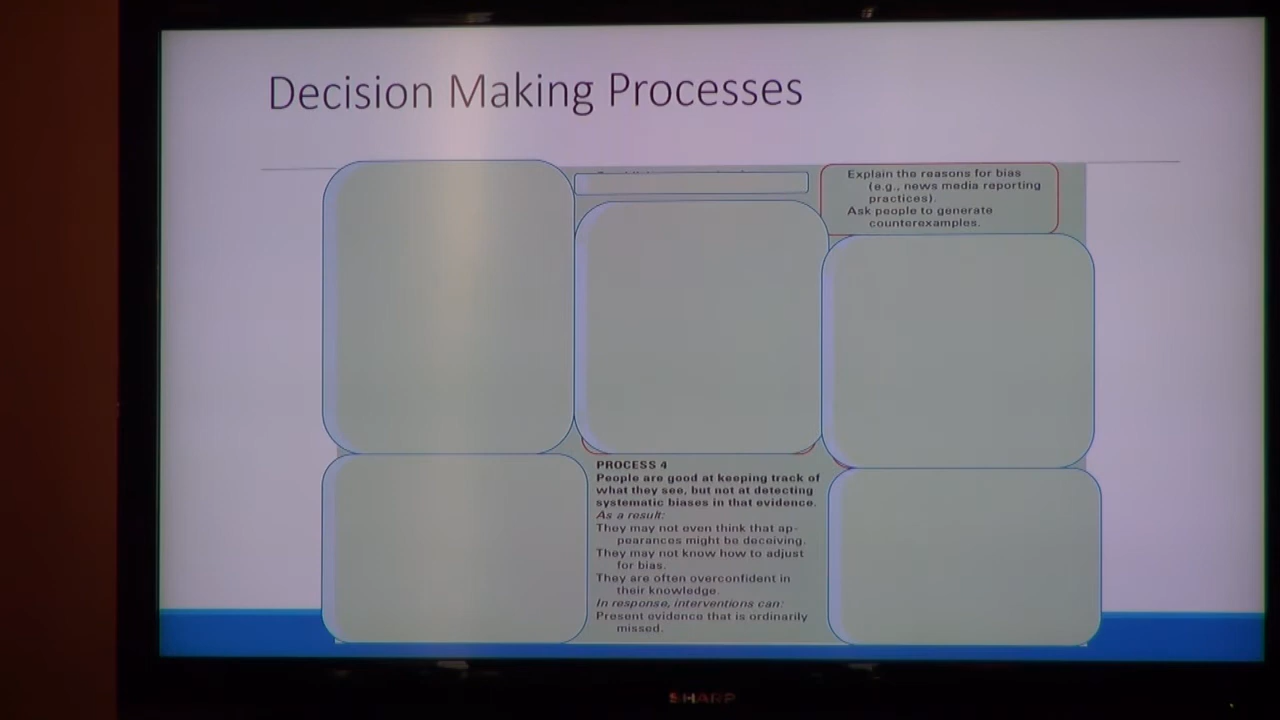 Decision Making Processes
PROCESS 4
People are good at keeping track of
what they see, but not at detecting
systematic biases in that evidence.
As a result:
They may not even think that ap-
pearances might be deceiving.
They may not know how to adjust
for bias.
They are often overconfident in
their knowledge.
In response, interventions can:
Present evidence that is ordinarily
missed.
Explain the reasons for bias
(e.g., news media reporting
practices).
Ask people to generate
counterexamples.
SHARP